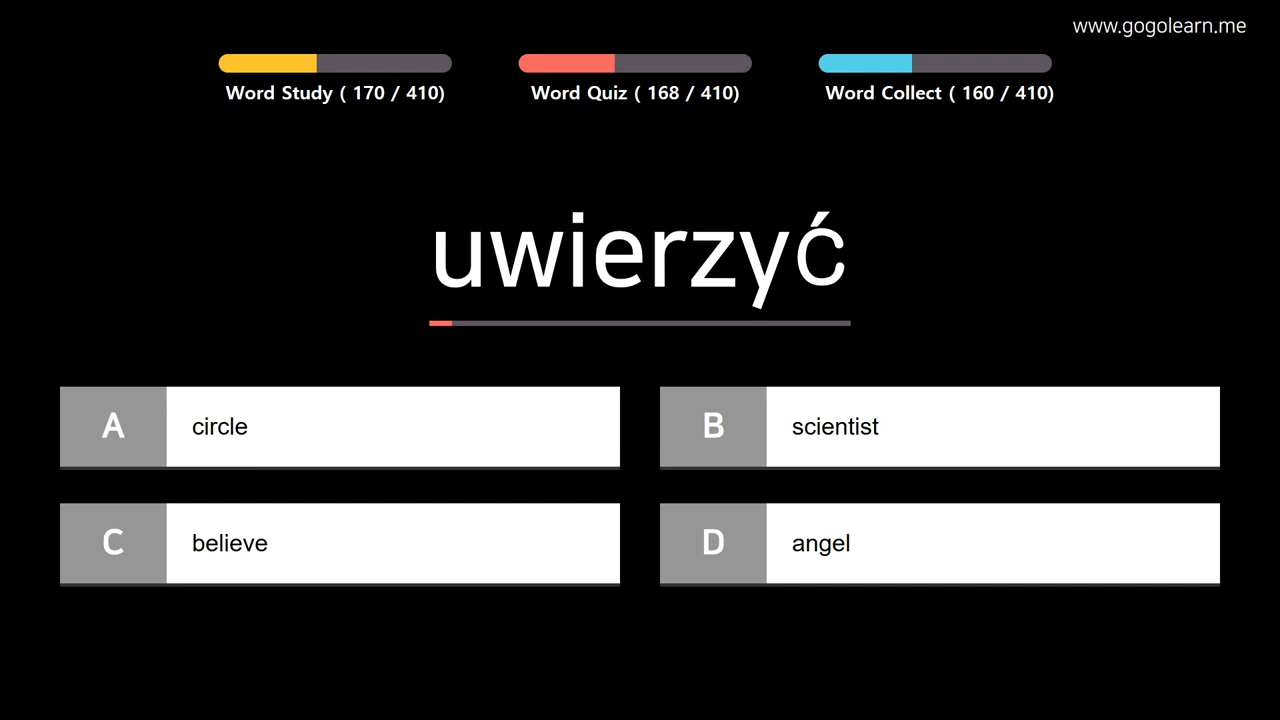 www.gogolearn.me
Word Study ( 170 / 410)
Word Quiz ( 168 / 410)
Word Collect ( 160 / 410)
uwierzyć
A circle
B scientist
C believe
D angel